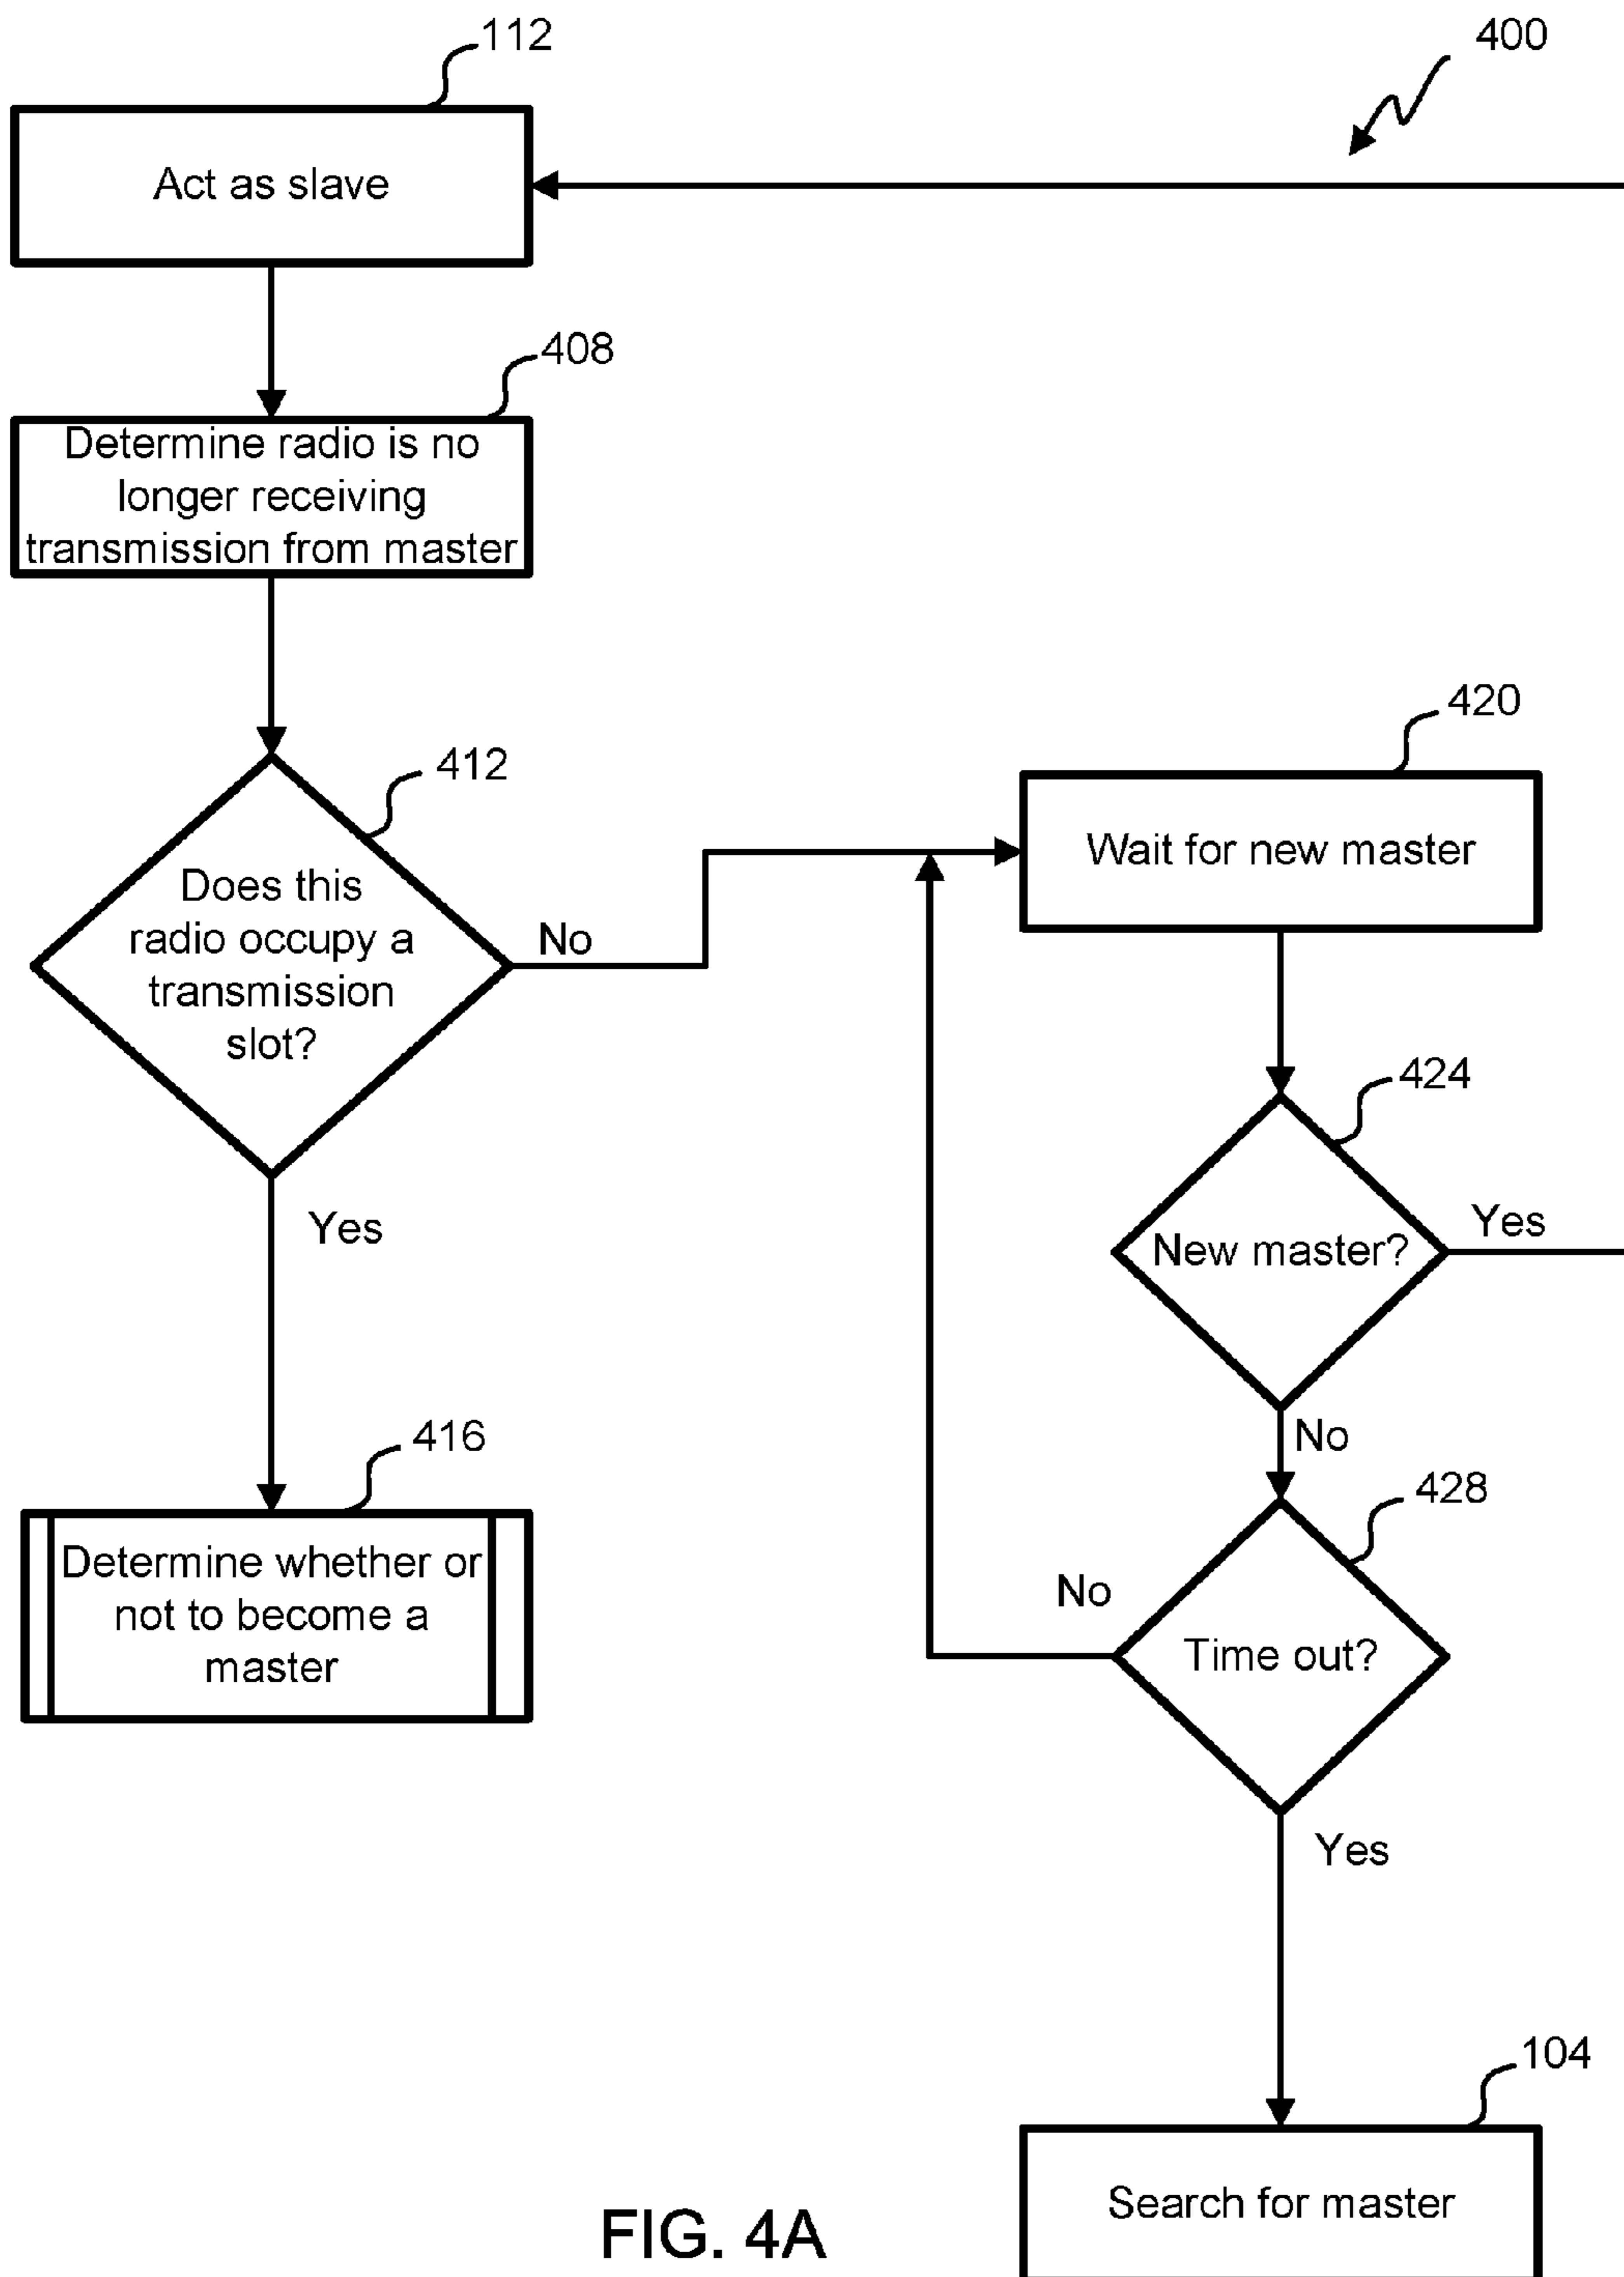 112
400
Act as slave
408
Determine radio is no
longer receiving
transmission from master
412
Does this
radio occupy a
transmission
slot?
No
Yes
416
Determine whether or
not to become a
master
420
Wait for new master
424
New master?
Yes
No
428
Time out?
No
Yes
104
Search for master
FIG. 4A